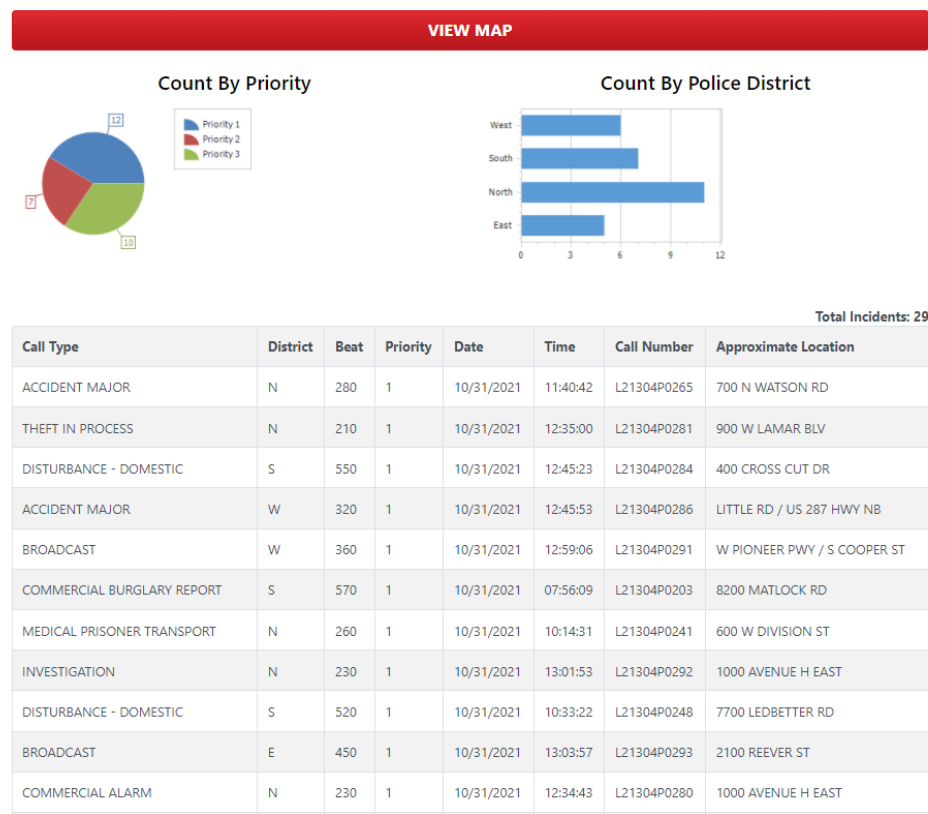 VIEW MAP
Count By Priority
12
7
10
Priority 1
Priority 2
Priority 3
Count By Police District
West
South
North
East
0 3 6 9 12
Total Incidents: 29
Call Type District Beat Priority Date Time Call Number Approximate Location
ACCIDENT MAJOR N 280 1 10/31/2021 11:40:42 L21304P0265 700 N WATSON RD
THEFT IN PROCESS N 210 1 10/31/2021 12:35:00 L21304P0281 900 W LAMAR BLV
DISTURBANCE - DOMESTIC S 550 1 10/31/2021 12:45:23 L21304P0284 400 CROSS CUT DR
ACCIDENT MAJOR W 320 1 10/31/2021 12:45:53 L21304P0286 LITTLE RD / US 287 HWY NB
BROADCAST W 360 1 10/31/2021 12:59:06 L21304P0291 W PIONEER PWY / S COOPER ST
COMMERCIAL BURGLARY REPORT S 570 1 10/31/2021 07:56:09 L21304P0203 8200 MATLOCK RD
MEDICAL PRISONER TRANSPORT N 260 1 10/31/2021 10:14:31 L21304P0241 600 W DIVISION ST
INVESTIGATION N 230 1 10/31/2021 13:01:53 L21304P0292 1000 AVENUE H EAST
DISTURBANCE - DOMESTIC S 520 1 10/31/2021 10:33:22 L21304P0248 7700 LEDBETTER RD
BROADCAST E 450 1 10/31/2021 13:03:57 L21304P0293 2100 REEVER ST
COMMERCIAL ALARM N 230 1 10/31/2021 12:34:43 L21304P0280 1000 AVENUE H EAST